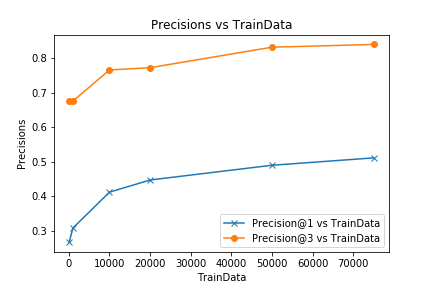 Precisions vs TrainData
Precisions
0.8
0.7
0.6
0.5
0.4
0.3
0 10000 20000 30000 40000 50000 60000 70000
TrainData
Precision@1 vs TrainData
Precision@3 vs TrainData